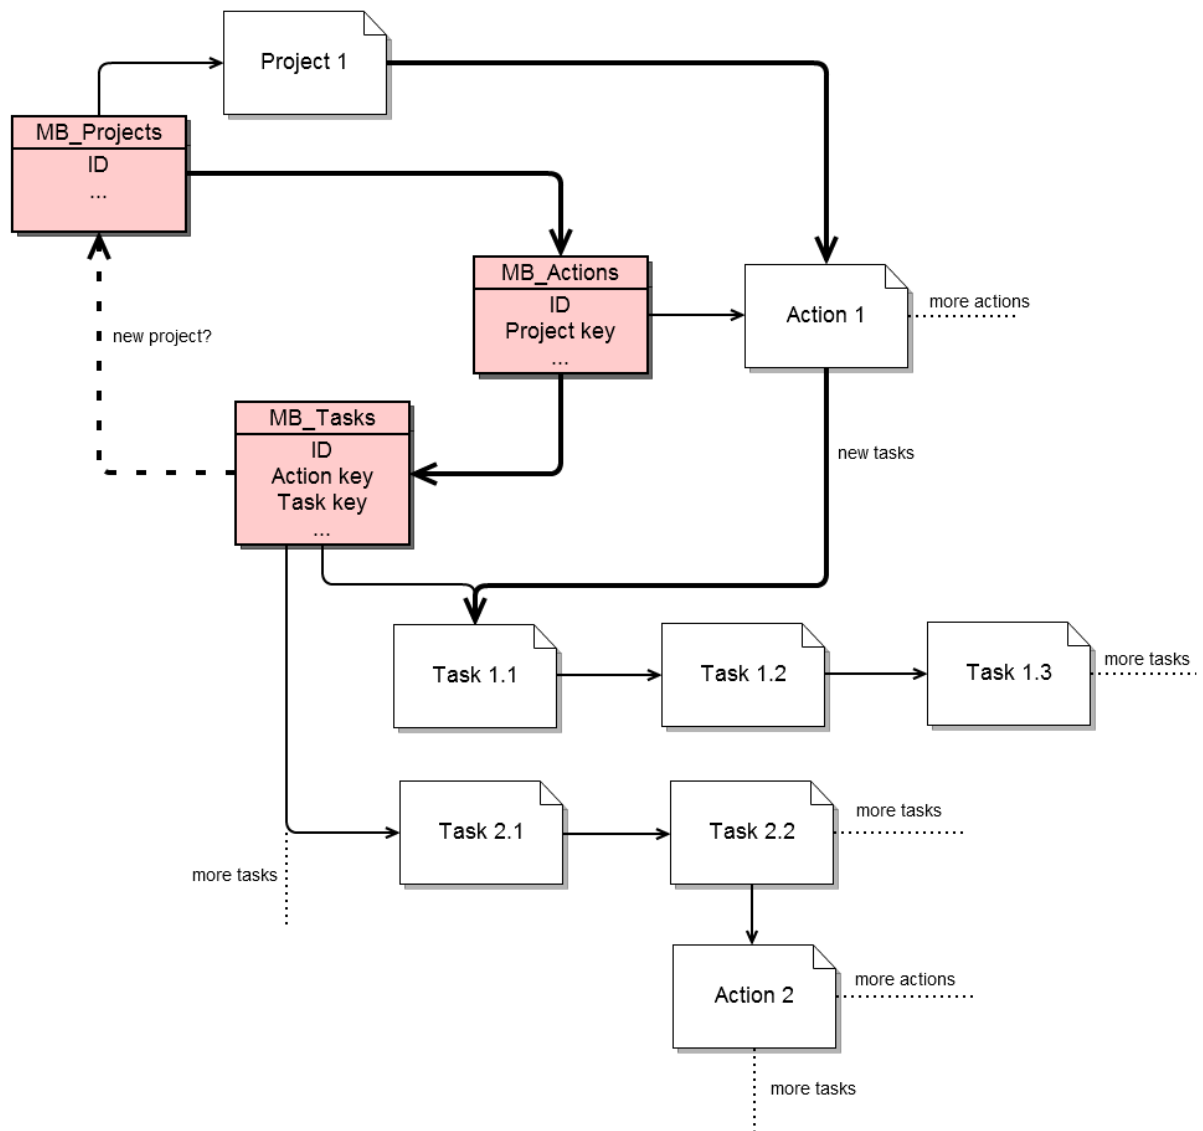 Project 1
MB_Projects
ID
...
MB_Actions
ID
Project key
...
Action 1
more actions
new project?
MB_Tasks
ID
Action key
Task key
...
new tasks
Task 1.1
Task 1.2
Task 1.3
more tasks
Task 2.1
Task 2.2
more tasks
more tasks
Action 2
more actions
more tasks